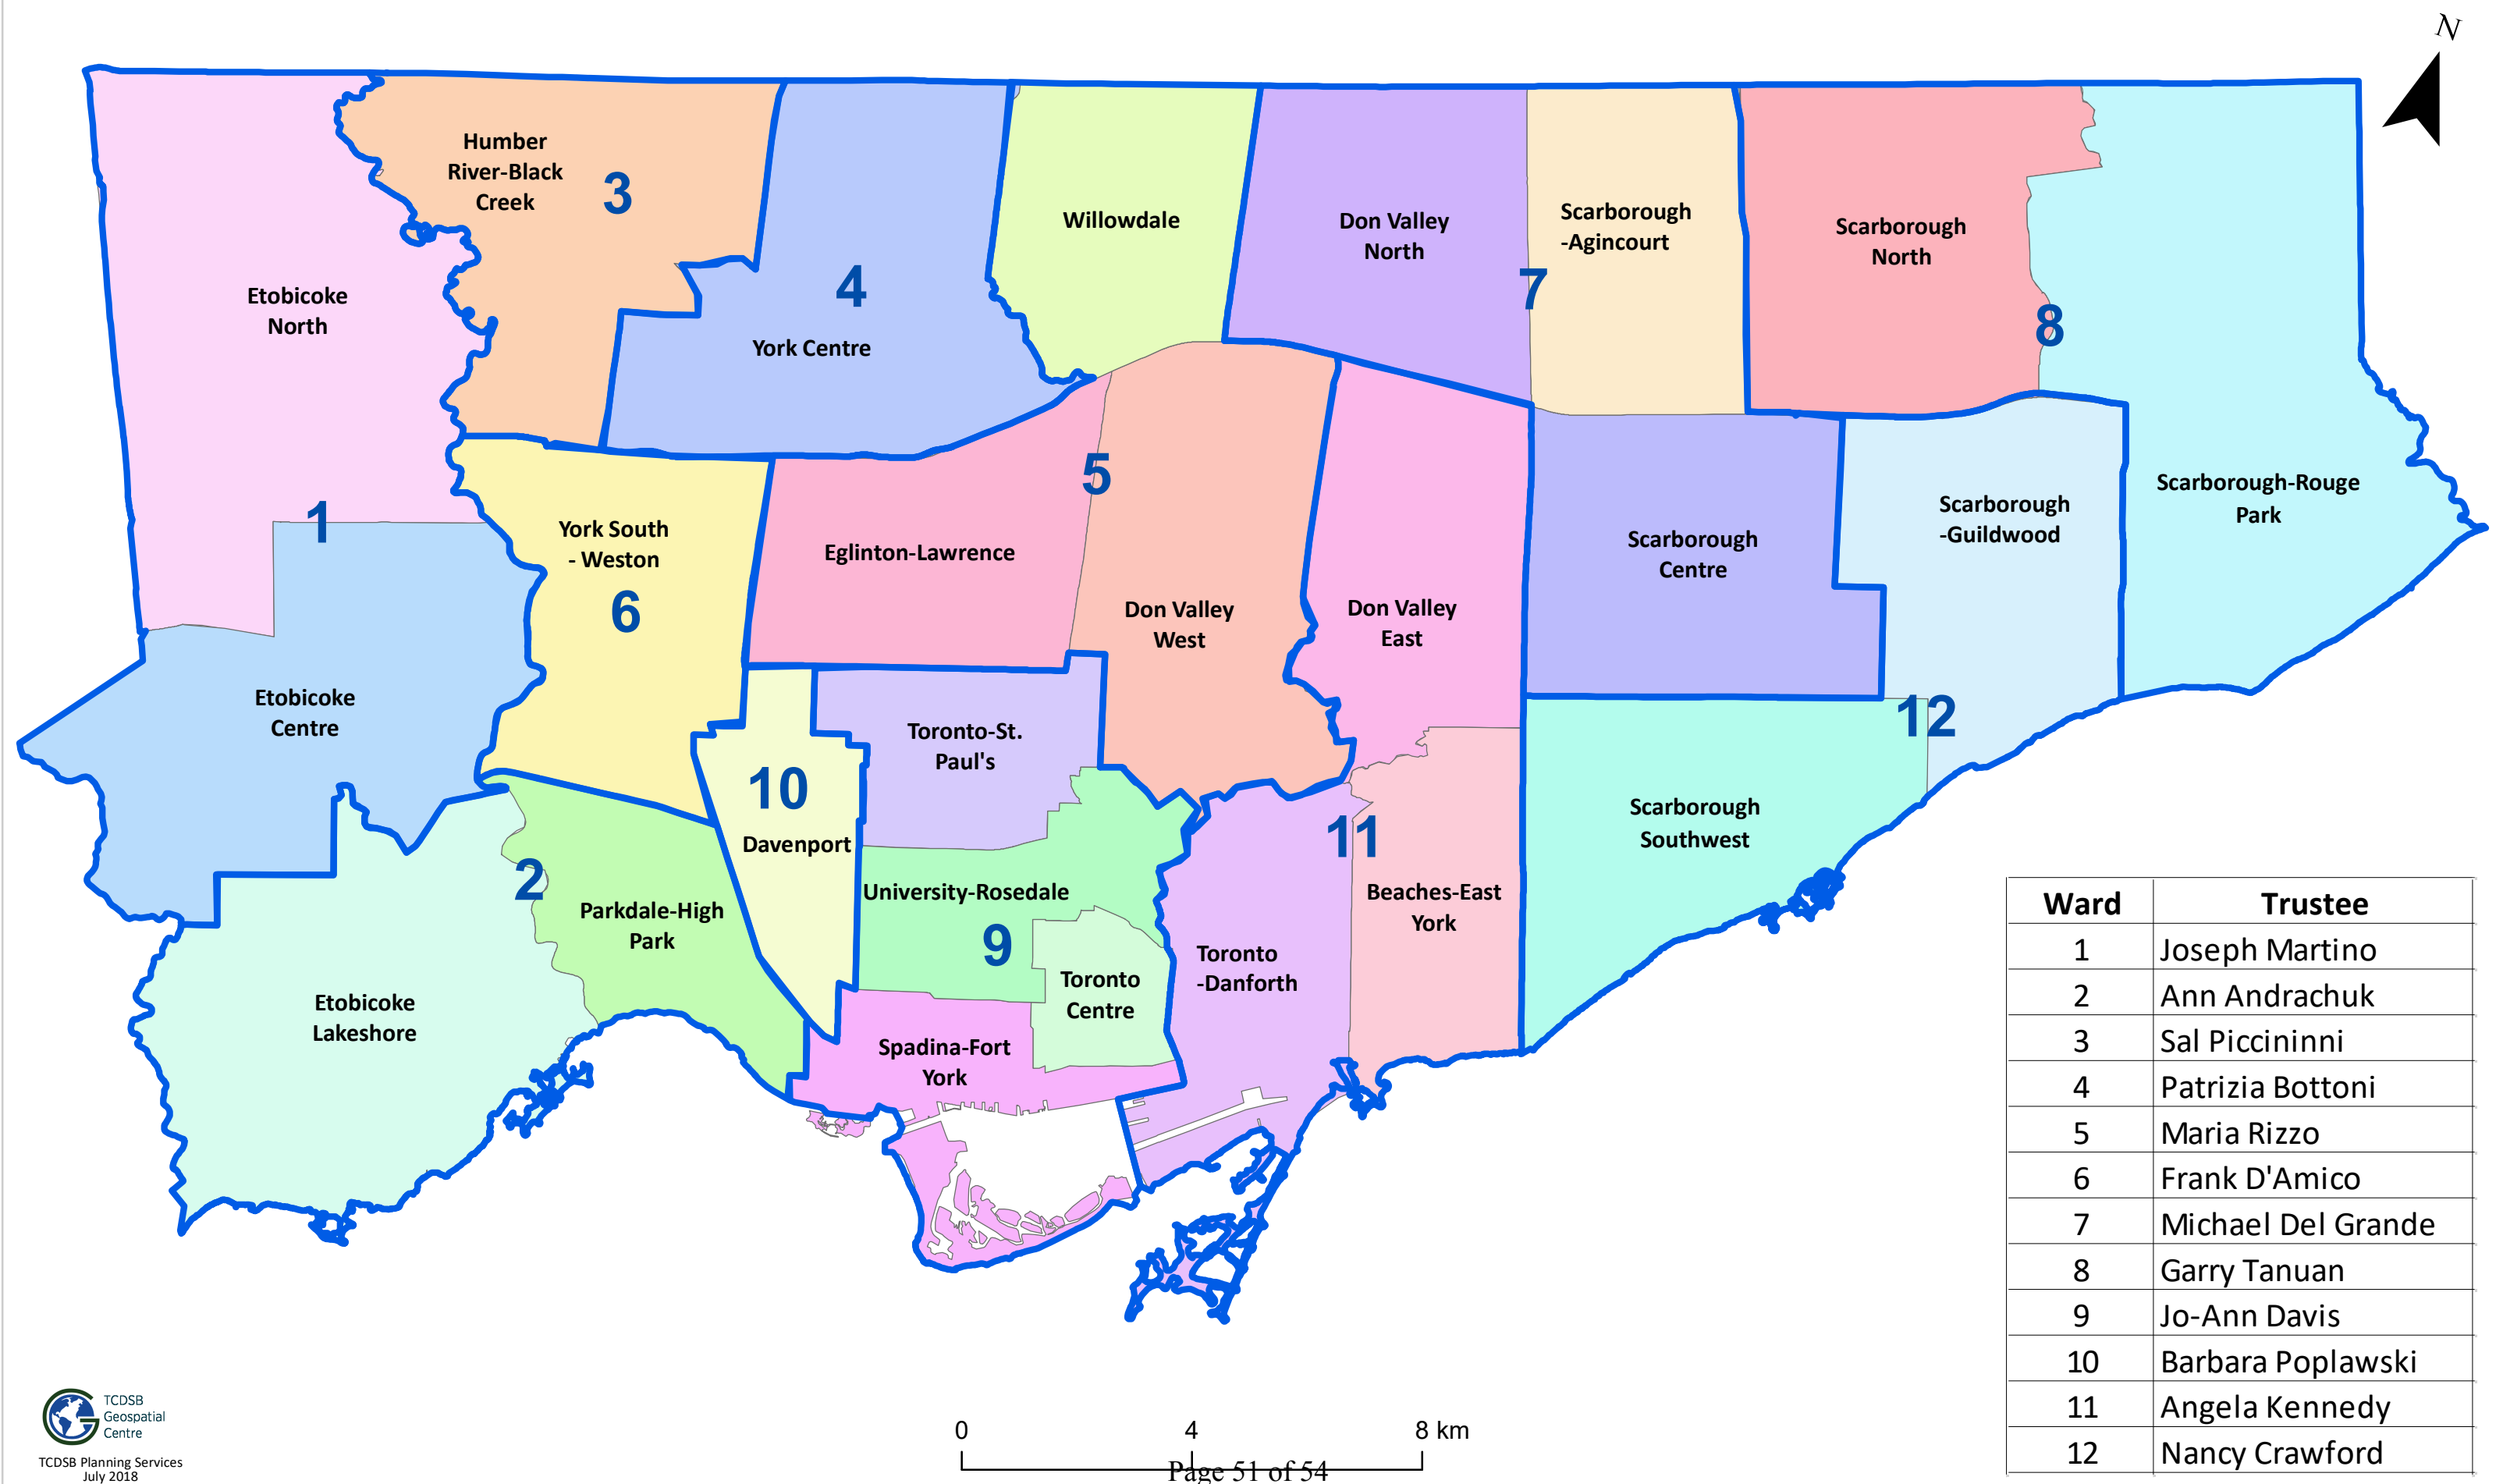 N
Humber
River-Black
Creek
3
Etobicoke
North
4
York Centre
Willowdale
Don Valley
North
Scarborough
-Agincourt
7
Scarborough
North
8
1
York South
- Weston
6
Eglinton-Lawrence
5
Don Valley
West
Don Valley
East
Scarborough
Centre
Scarborough
-Guildwood
Scarborough-Rouge
Park
Etobicoke
Centre
Toronto-St.
Paul's
10
Davenport
12
Scarborough
Southwest
2
Parkdale-High
Park
University-Rosedale
9
11
Beaches-East
York
Toronto
-Danforth
Toronto
Centre
Etobicoke
Lakeshore
Spadina-Fort
York
Ward Trustee
1 Joseph Martino
2 Ann Andrachuk
3 Sal Piccininni
4 Patrizia Bottoni
5 Maria Rizzo
6 Frank D'Amico
7 Michael Del Grande
8 Garry Tanuan
9 Jo-Ann Davis
10 Barbara Poplawski
11 Angela Kennedy
12 Nancy Crawford
TCDSB
Geospatial
Centre
TCDSB Planning Services
July 2018
0 4 8 km
Page 51 of 54